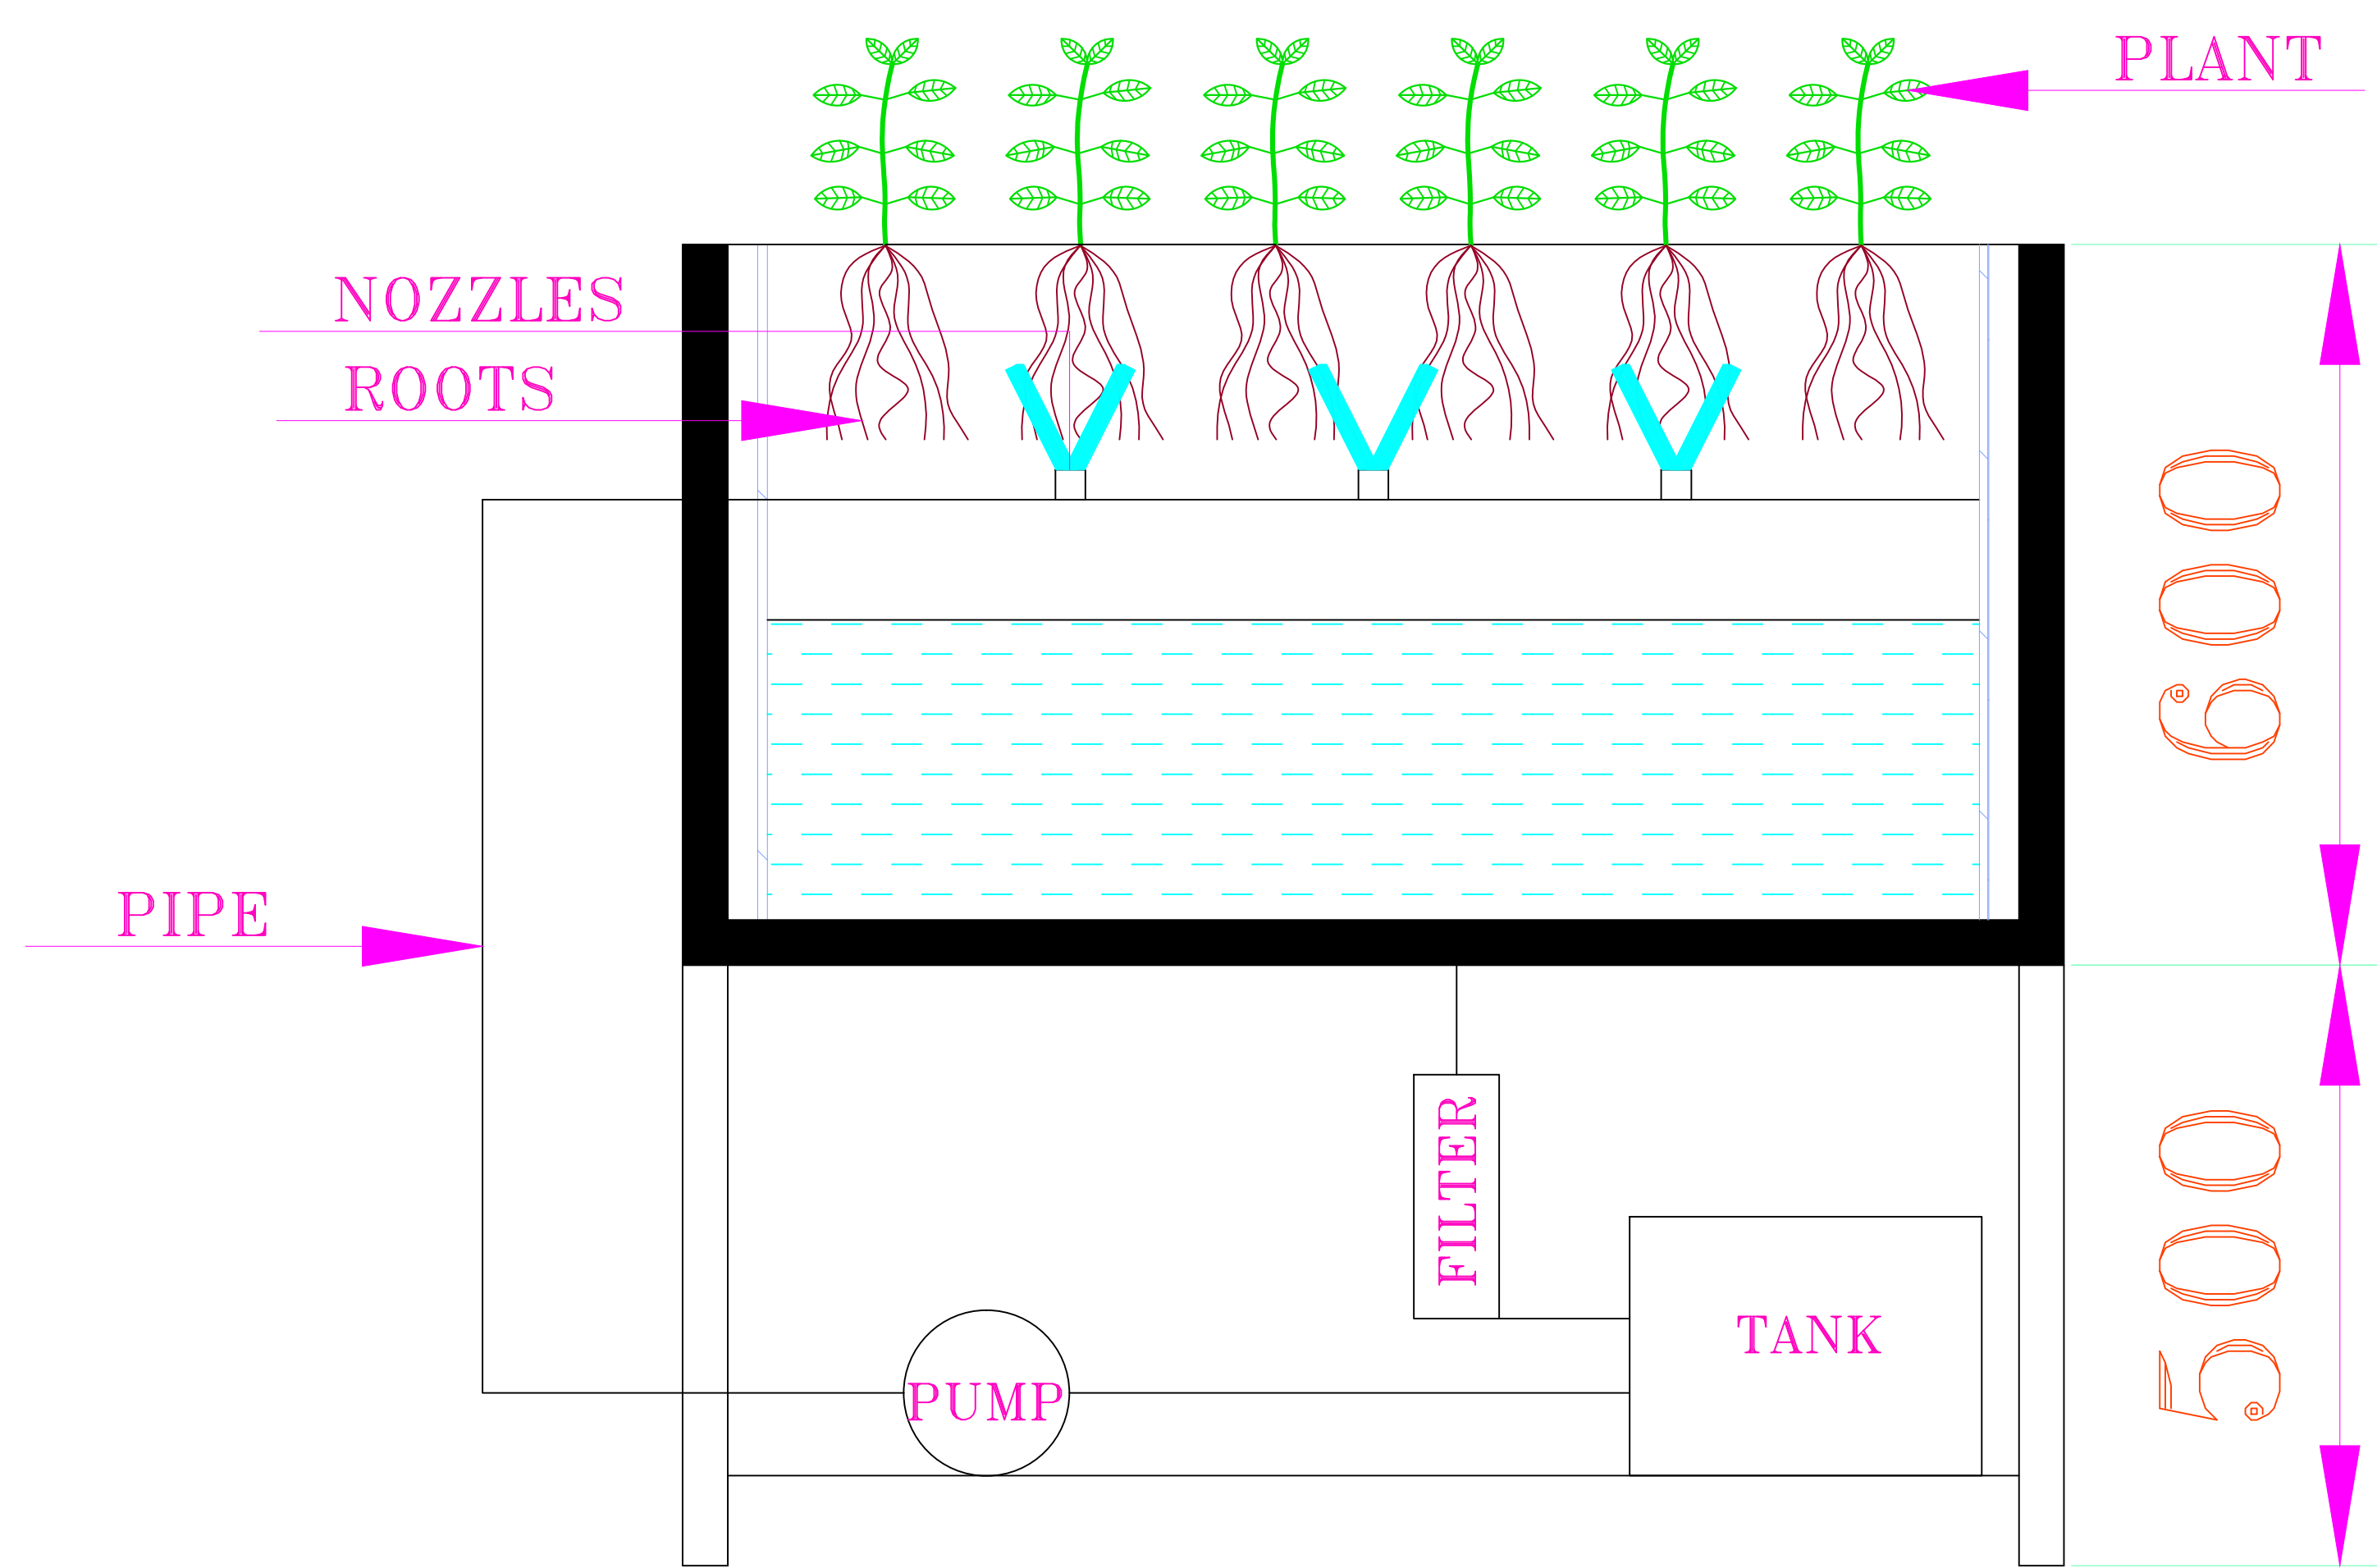 PLANT
NOZZLES
ROOTS
600
PIPE
FILTER
500
TANK
PUMP